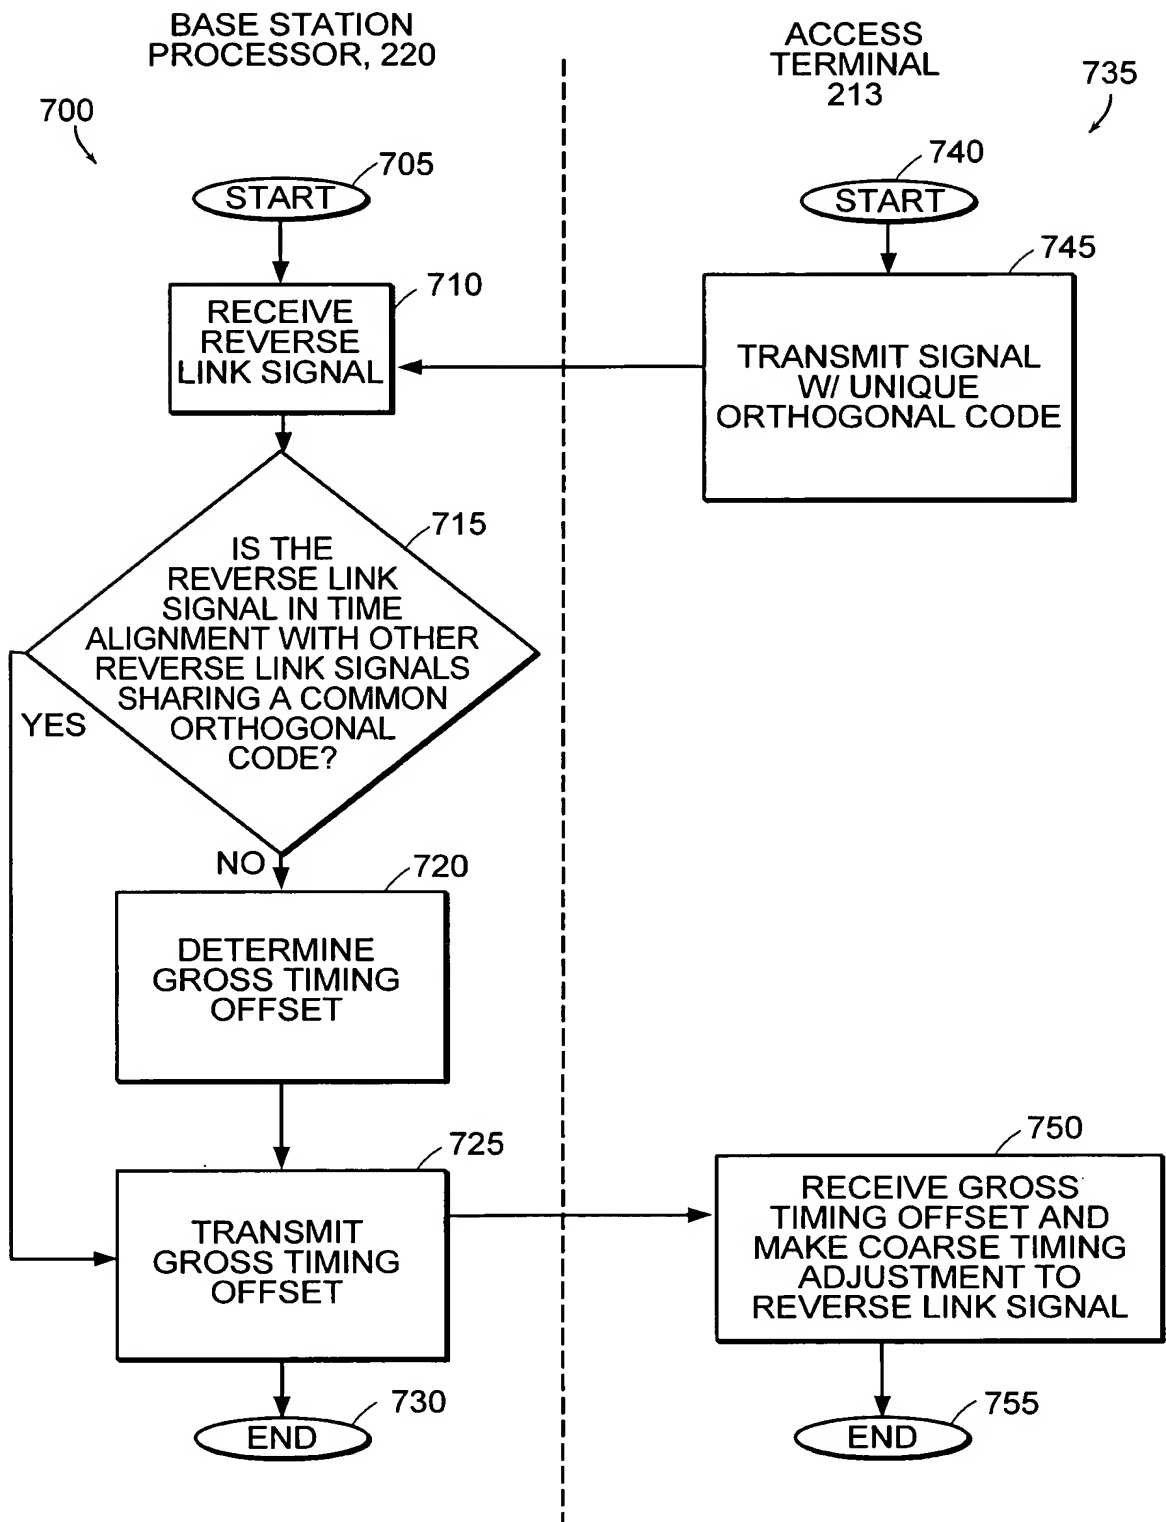 BASE STATION
PROCESSOR, 220
ACCESS
TERMINAL
213
700
735
705
START
740
START
710
RECEIVE
REVERSE
LINK SIGNAL
745
TRANSMIT SIGNAL
W/ UNIQUE
ORTHOGONAL CODE
715
IS THE
REVERSE LINK
SIGNAL IN TIME
ALIGNMENT WITH OTHER
REVERSE LINK SIGNALS
SHARING A COMMON
ORTHOGONAL
CODE?
YES
NO
720
DETERMINE
GROSS TIMING
OFFSET
725
TRANSMIT
GROSS TIMING
OFFSET
750
RECEIVE GROSS
TIMING OFFSET AND
MAKE COARSE TIMING
ADJUSTMENT TO
REVERSE LINK SIGNAL
730
END
755
END